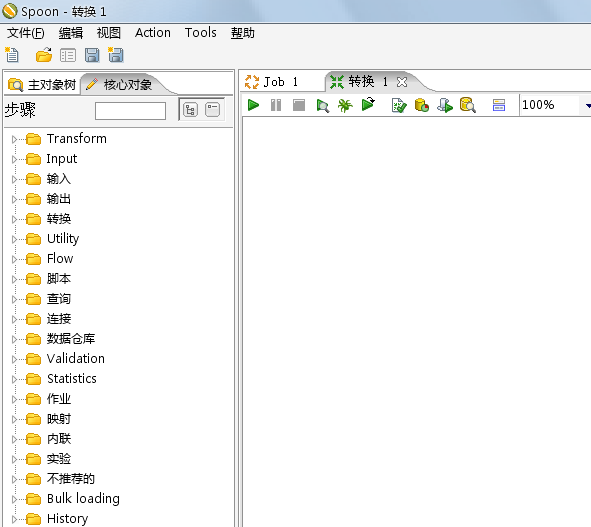 Spoon - 转换 1
文件(F) 编辑 视图 Action Tools 帮助
主对象树 核心对象
Job 1 转换 1
步骤
100%
Transform
Input
输入
输出
转换
Utility
Flow
脚本
查询
连接
数据仓库
Validation
Statistics
作业
映射
内联
实验
不推荐的
Bulk loading
History